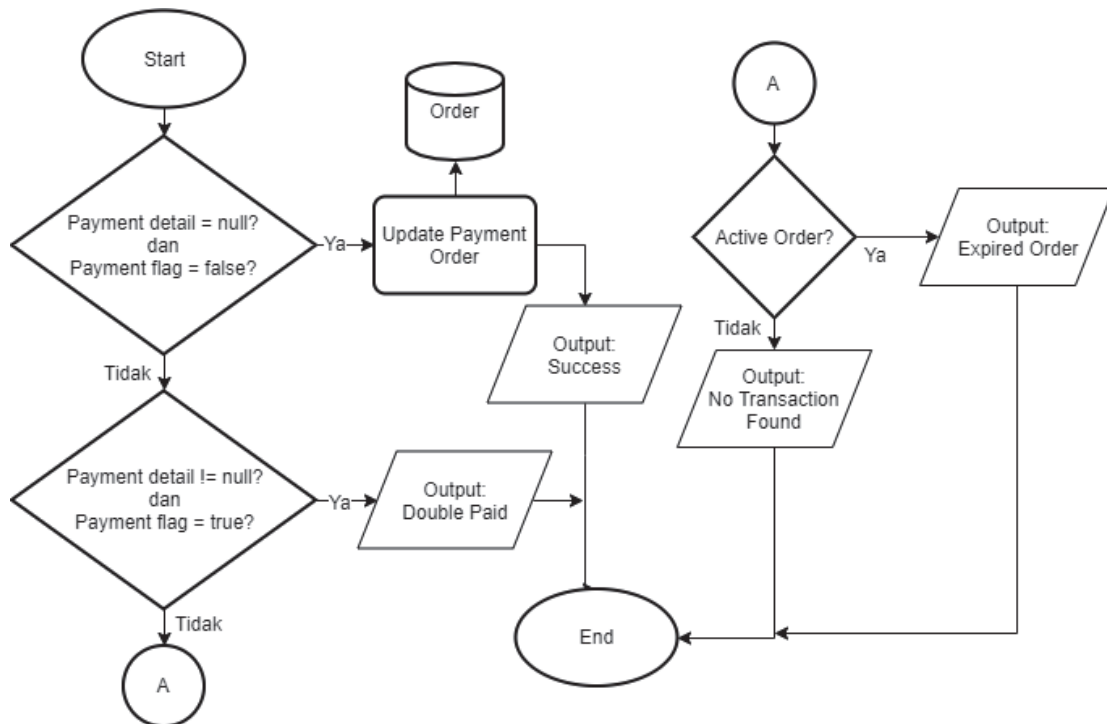 Start
Payment detail = null?
dan
Payment flag = false?
Ya
Update Payment
Order
Order
Output:
Success
Tidak
Payment detail != null?
dan
Payment flag = true?
Ya
Output:
Double Paid
Tidak
A
End
A
Active Order?
Ya
Output:
Expired Order
Tidak
Output:
No Transaction
Found